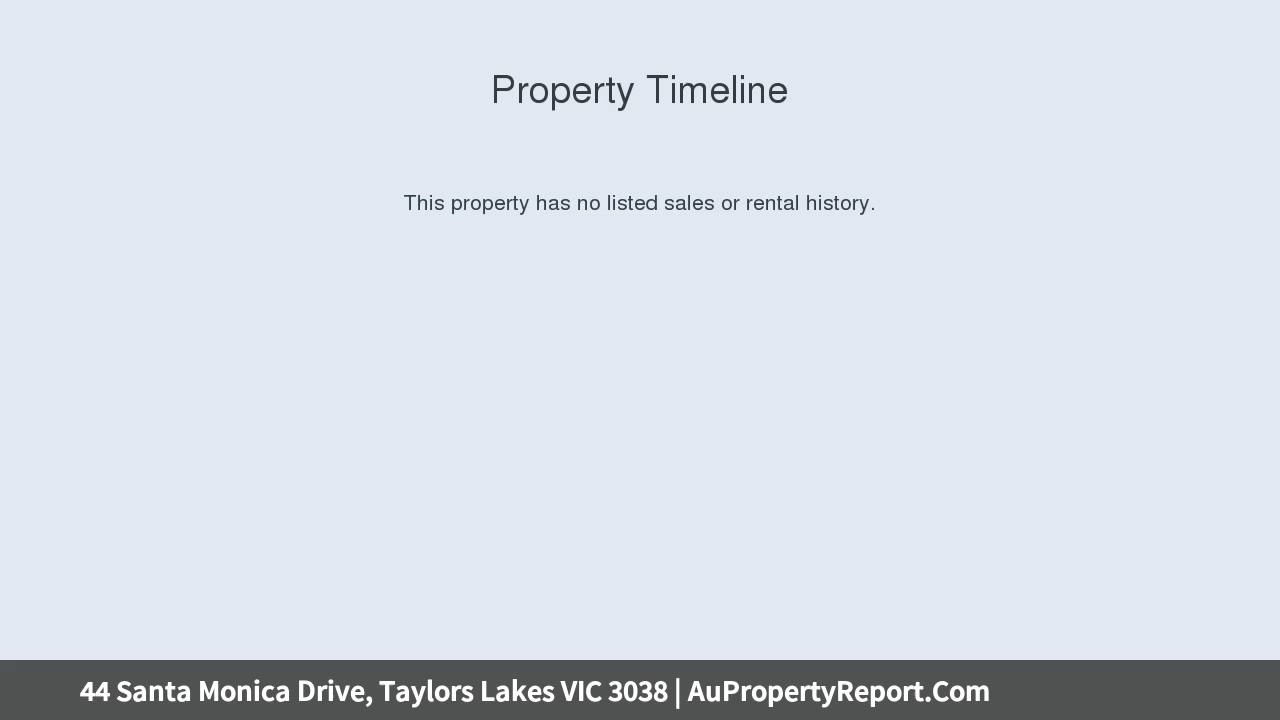 Property Timeline
This property has no listed sales or rental history.
44 Santa Monica Drive, Taylors Lakes VIC 3038 | AuPropertyReport.Com